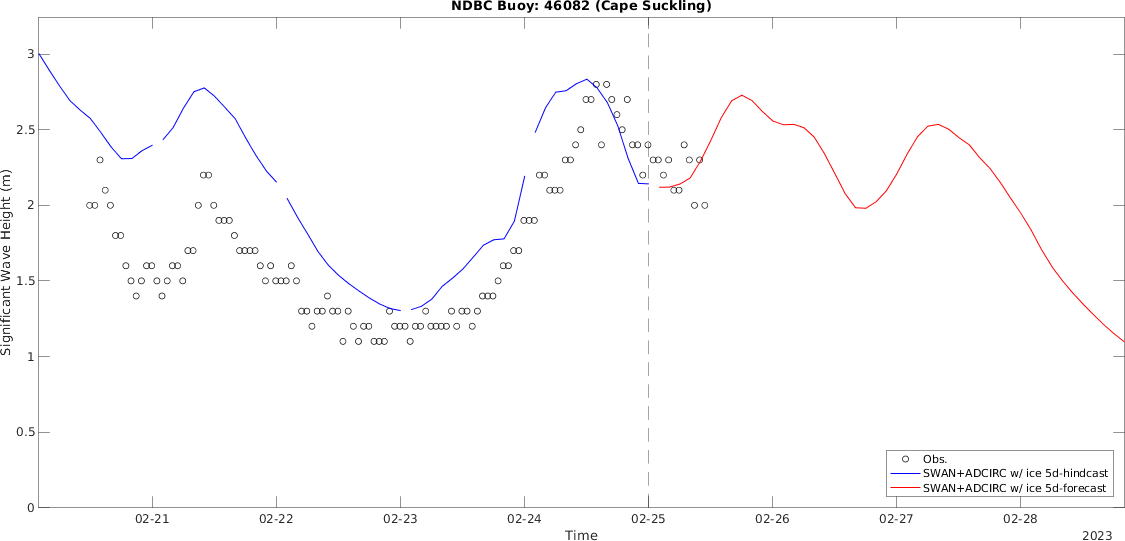 NDBC Buoy: 46082 (Cape Suckling)
Significant Wave Height (m)
3
2.5
2
1.5
1
0.5
0
02-21
02-22
02-23
02-24
02-25
02-26
02-27
02-28
Time
2023
Obs.
SWAN+ADCIRC w/ ice 5d-hindcast
SWAN+ADCIRC w/ ice 5d-forecast